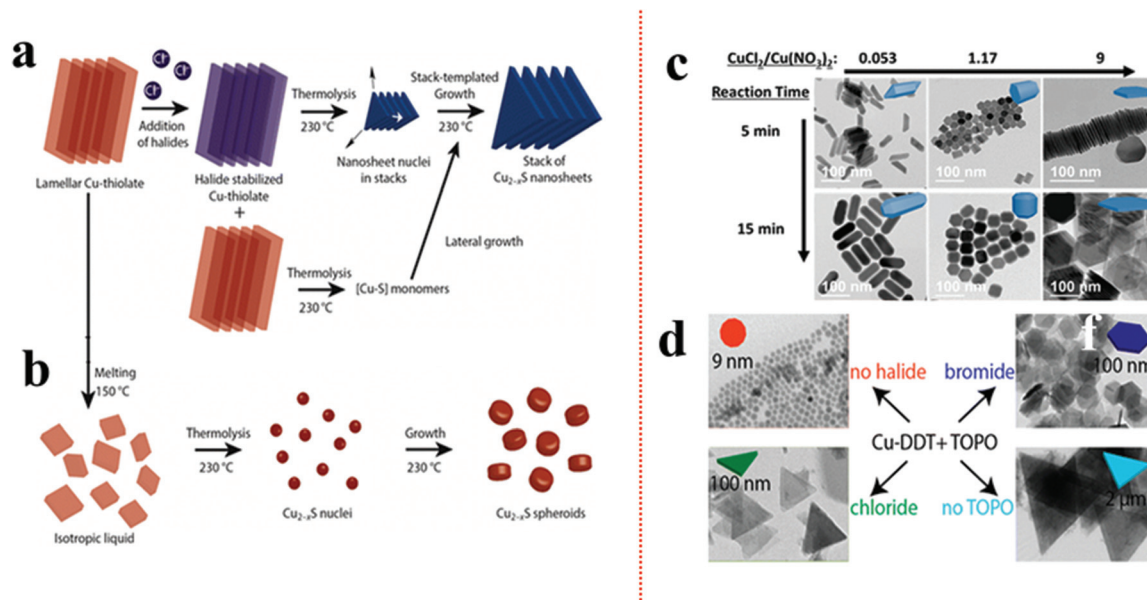 a
Cl⁻
Cl⁻
Cl⁻
Addition
of halides
Lamellar Cu-thiolate
Halide stabilized
Cu-thiolate
+
Thermolysis
230 °C
Nanosheet nuclei
in stacks
Stack-templated
Growth
230 °C
Stack of
Cu₂₋ₓS nanosheets
Lateral growth
Thermolysis
230 °C
[Cu-S] monomers
b
Melting
150 °C
Isotropic liquid
Thermolysis
230 °C
Cu₂₋ₓS nuclei
Growth
230 °C
Cu₂₋ₓS spheroids
c
CuCl₂/Cu(NO₃)₂: 0.053 1.17 9
Reaction Time
5 min
100 nm 100 nm 100 nm
15 min
100 nm 100 nm 100 nm
d
9 nm
f
100 nm
no halide bromide
Cu-DDT+ TOPO
chloride no TOPO
100 nm
2 μm